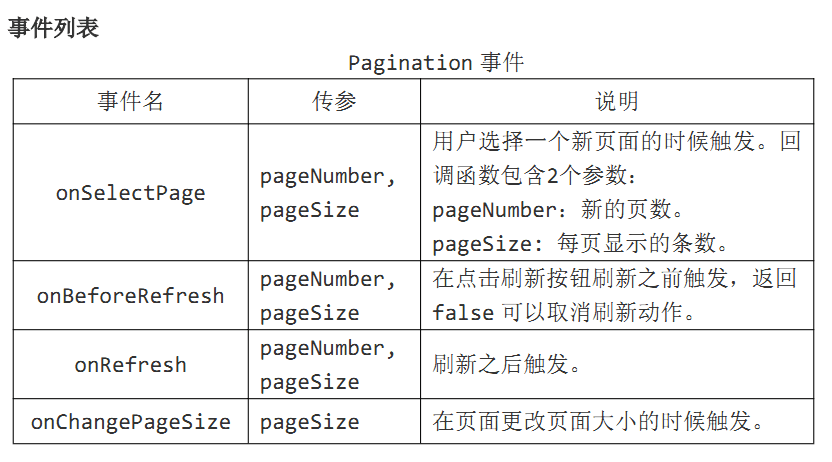 事件列表
Pagination 事件
事件名 传参 说明
onSelectPage
pageNumber,
pageSize
用户选择一个新页面的时候触发。回
调函数包含2个参数：
pageNumber：新的页数。
pageSize: 每页显示的条数。
onBeforeRefresh
pageNumber,
pageSize
在点击刷新按钮刷新之前触发，返回
false 可以取消刷新动作。
onRefresh
pageNumber,
pageSize
刷新之后触发。
onChangePageSize
pageSize
在页面更改页面大小的时候触发。